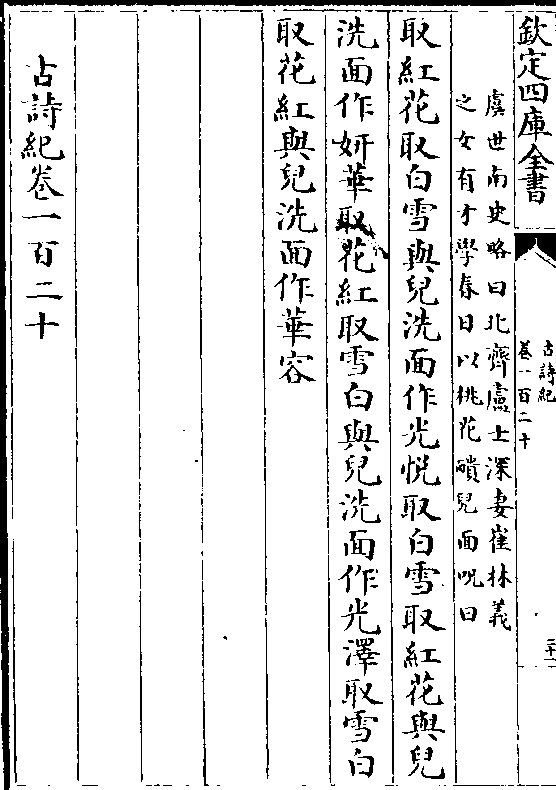 欽定四庫全書
古詩紀
卷一百二十
二十一
虞世南史略曰北齊盧士深妻崔林義
之女有才學春日以桃花靧兒面呪曰
取紅花取白雪與兒洗面作光悅取白雪取紅花與兒
洗面作妍華取花紅取雪白與兒洗面作光澤取雪白
取花紅與兒洗面作華容
古詩紀卷一百二十